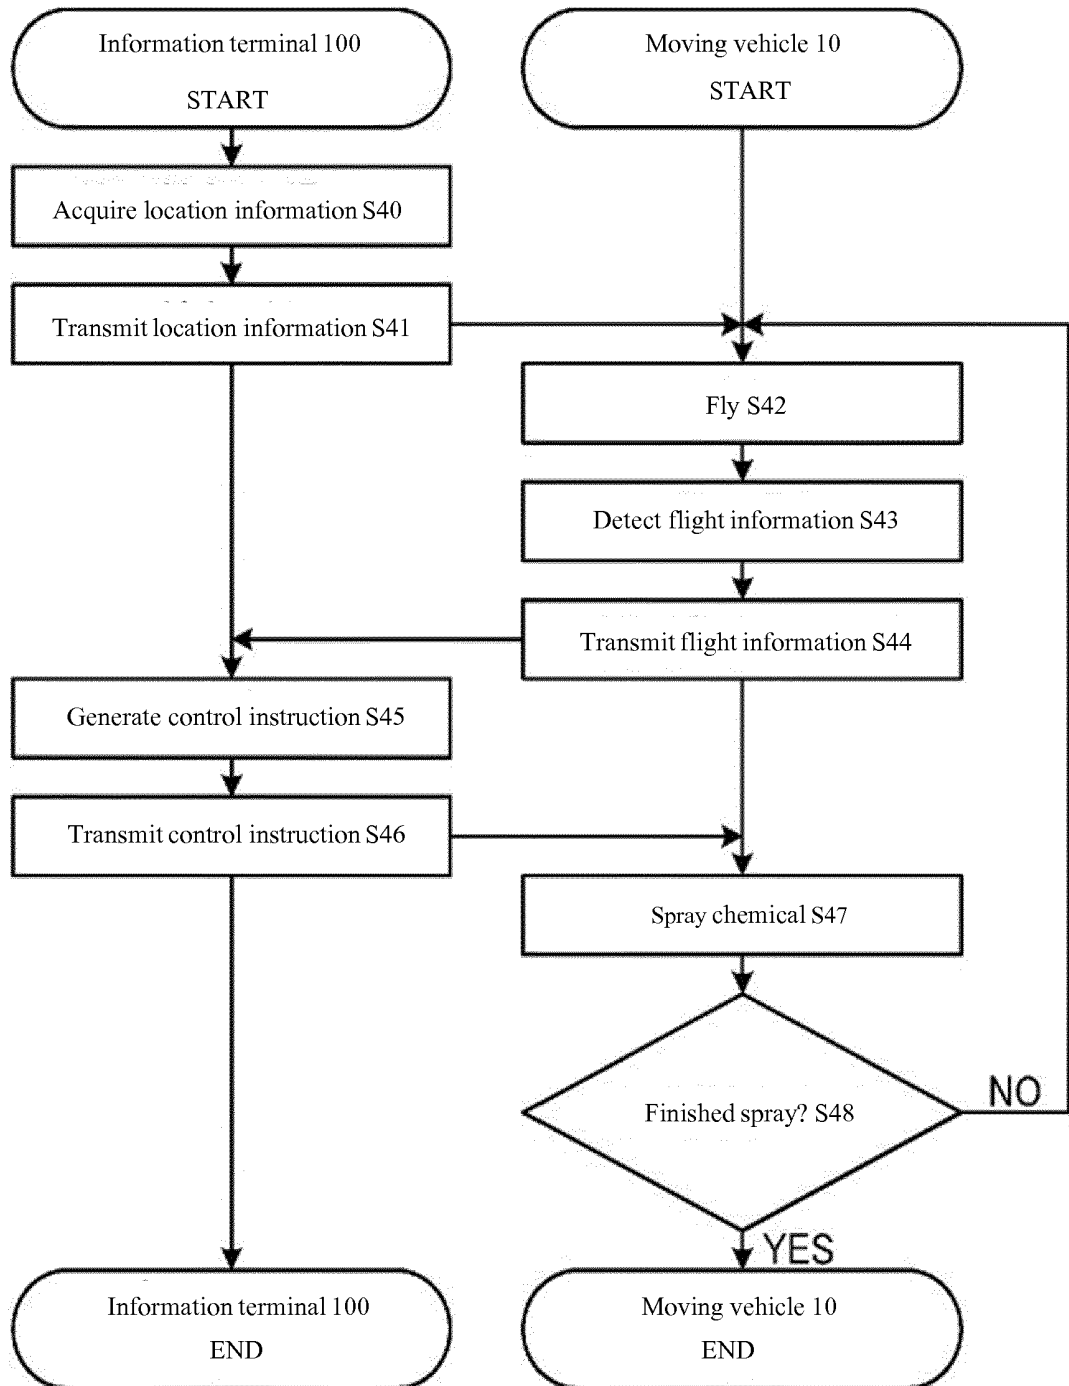 Information terminal 100
START
Moving vehicle 10
START
Acquire location information S40
Transmit location information S41
Fly S42
Detect flight information S43
Transmit flight information S44
Generate control instruction S45
Transmit control instruction S46
Spray chemical S47
Finished spray? S48
NO
YES
Information terminal 100
END
Moving vehicle 10
END